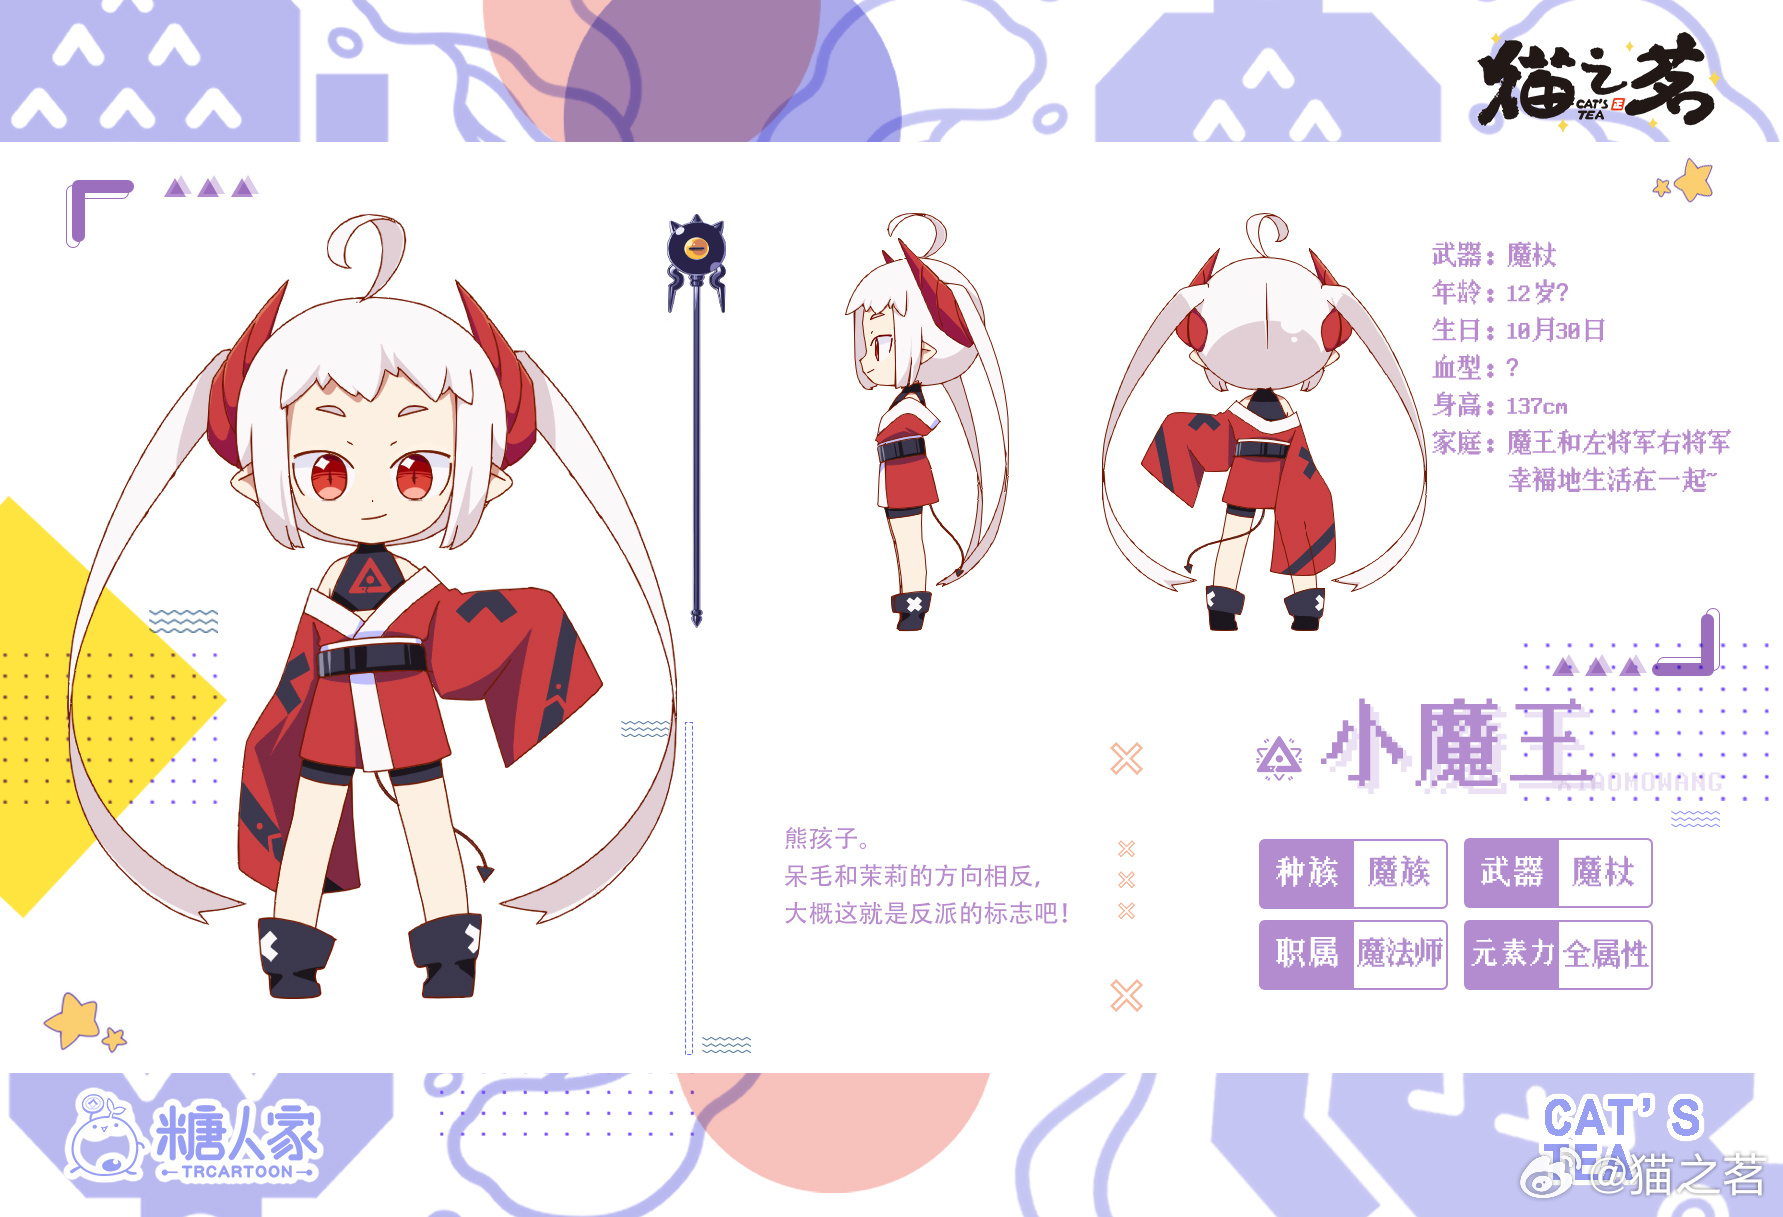 猫之茗
CAT'S
TEA
武器：魔杖
年龄：12岁?
生日：10月30日
血型：?
身高：137cm
家庭：魔王和左将军右将军
幸福地生活在一起~
小魔王
XIAOMOWANG
熊孩子。
呆毛和茉莉的方向相反，
大概这就是反派的标志吧！
种族 魔族 武器 魔杖
职属 魔法师 元素力 全属性
糖人家
TRCARTOON
CAT'S
TEA
@猫之茗